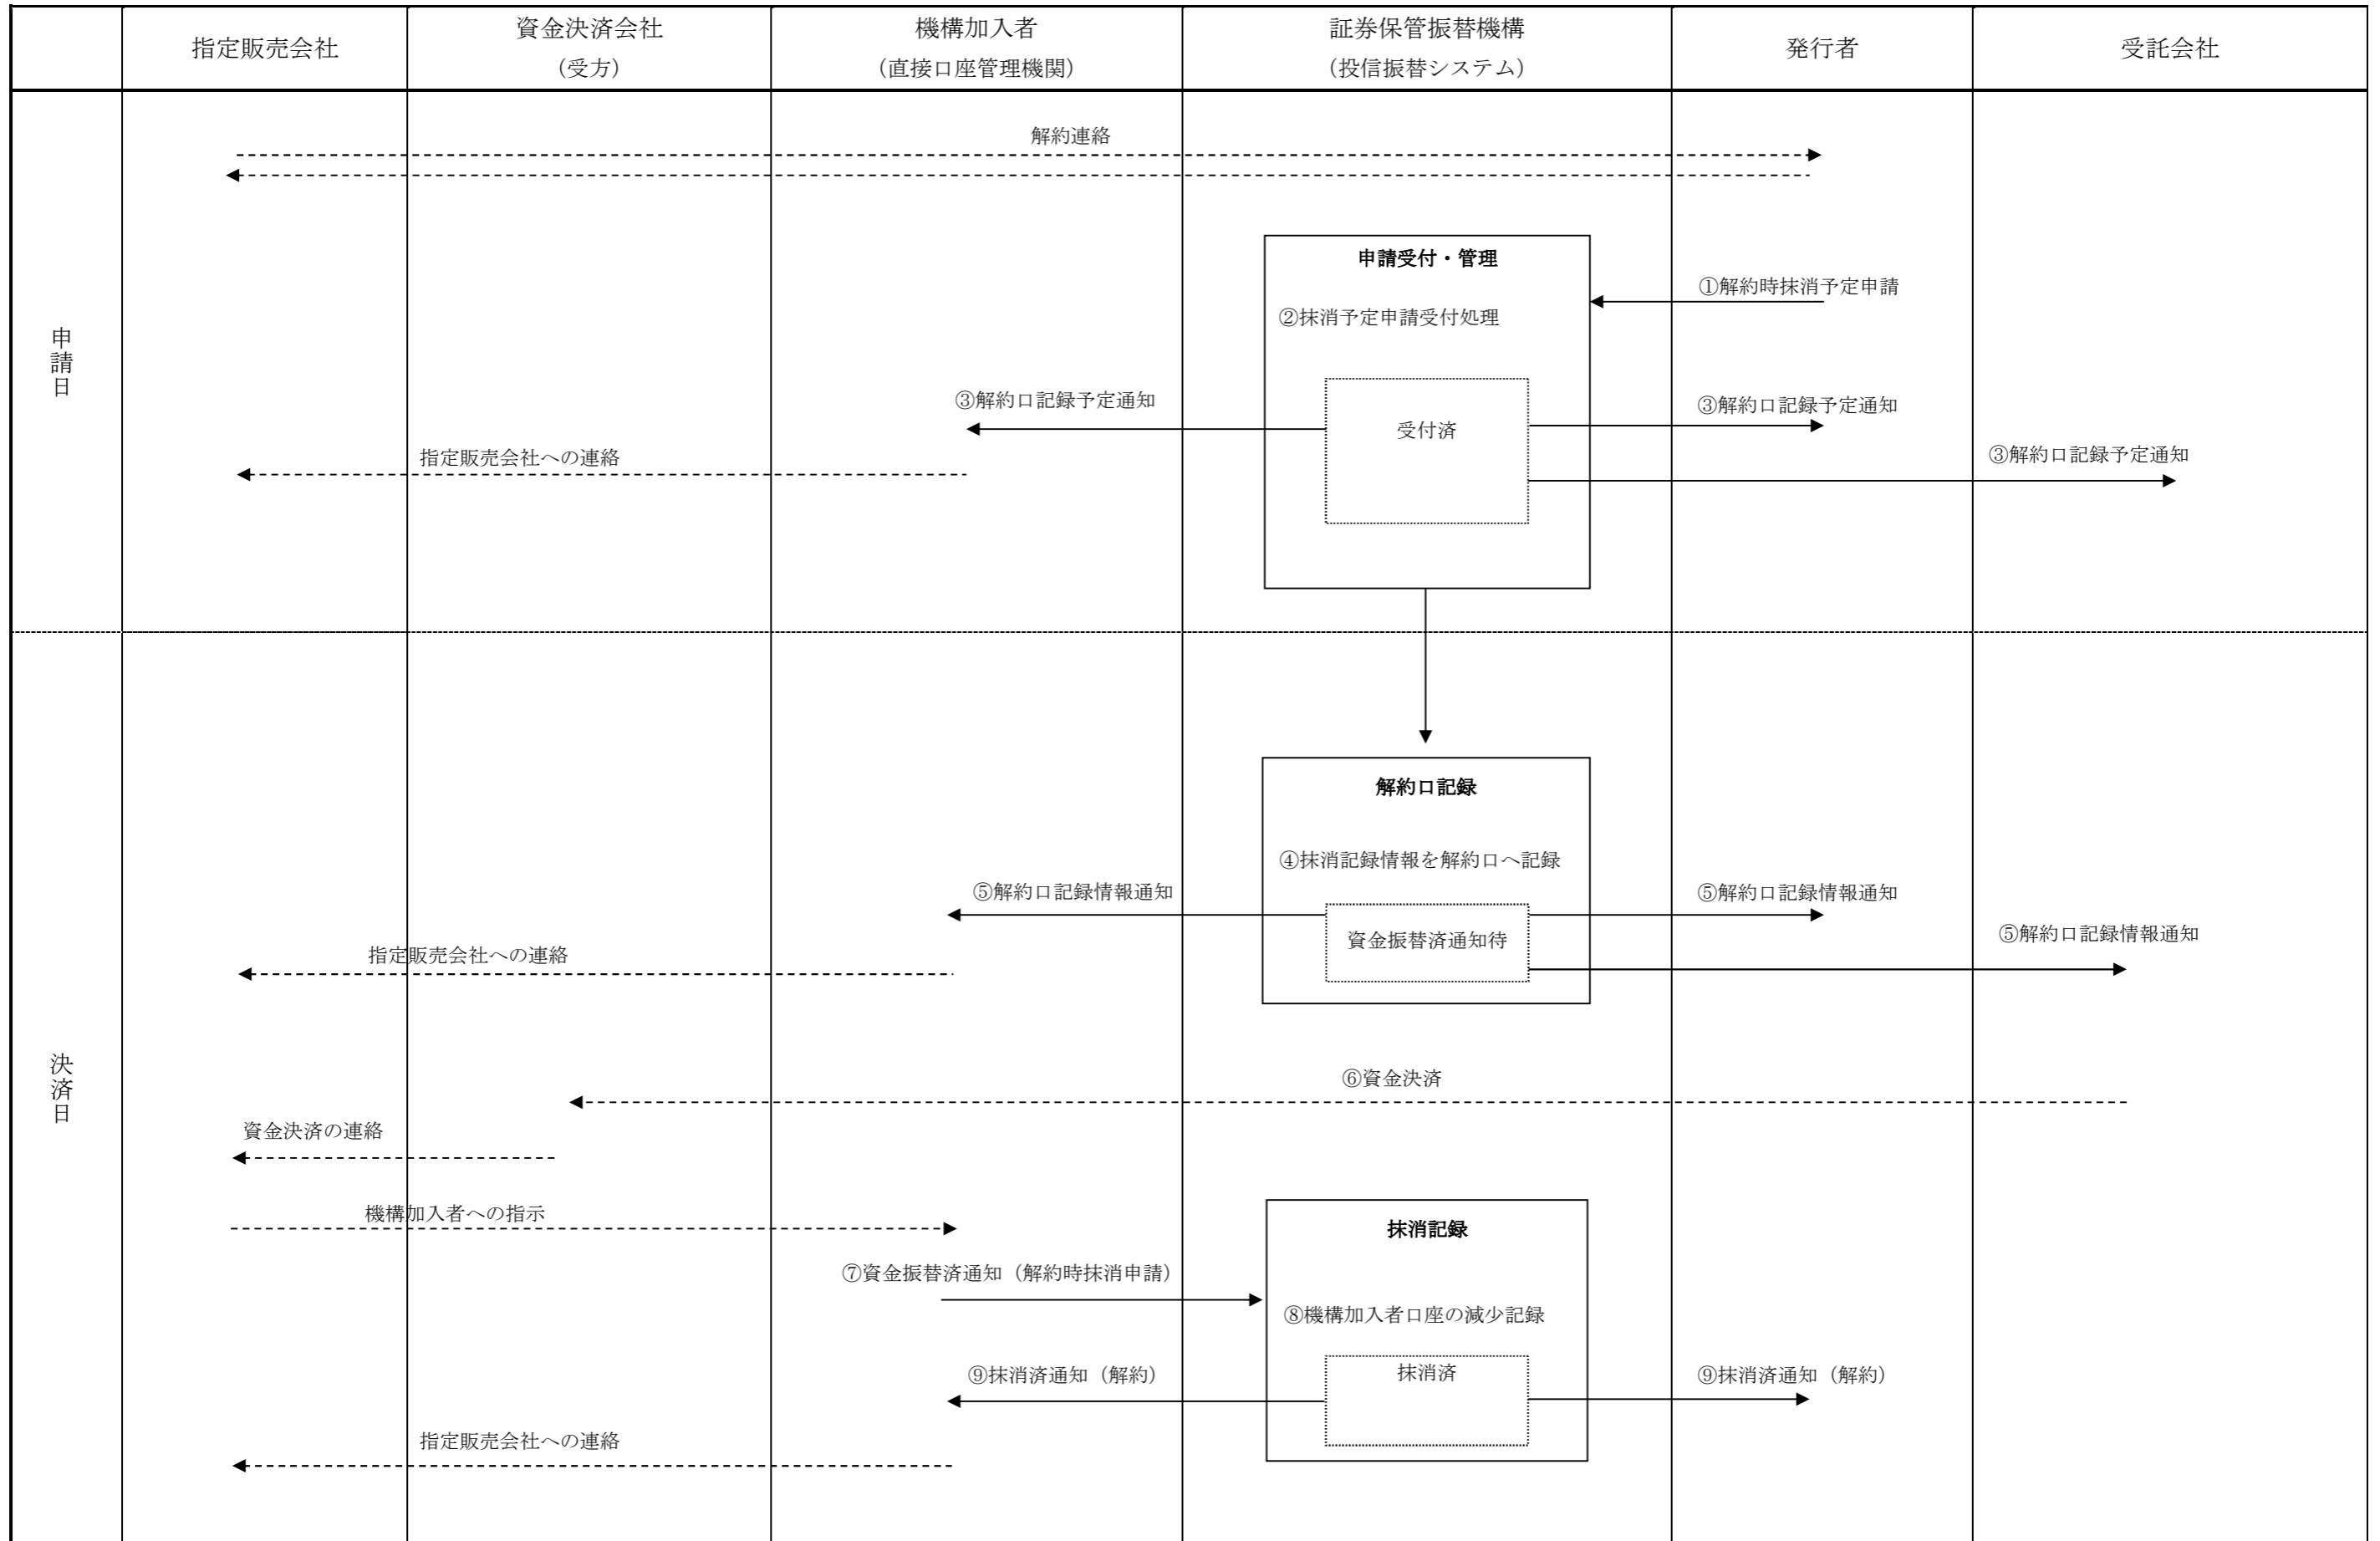 指定販売会社
資金決済会社
（受方）
機構加入者
（直接口座管理機関）
証券保管振替機構
（投信振替システム）
発行者
受託会社
申請日
解約連絡
申請受付・管理
①解約時抹消予定申請
②抹消予定申請受付処理
③解約口記録予定通知
受付済
③解約口記録予定通知
指定販売会社への連絡
③解約口記録予定通知
決済日
解約口記録
④抹消記録情報を解約口へ記録
⑤解約口記録情報通知
⑤解約口記録情報通知
資金振替済通知待
⑤解約口記録情報通知
指定販売会社への連絡
⑥資金決済
資金決済の連絡
機構加入者への指示
抹消記録
⑦資金振替済通知（解約時抹消申請）
⑧機構加入者口座の減少記録
⑨抹消済通知（解約）
抹消済
⑨抹消済通知（解約）
指定販売会社への連絡